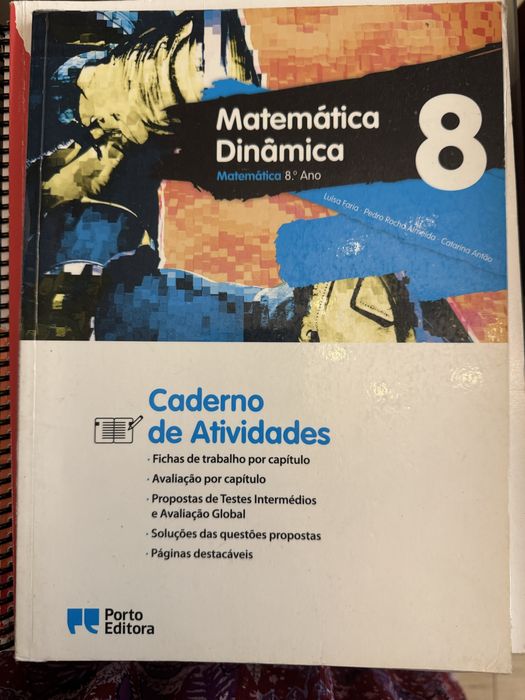 Matemática
Dinâmica
Matemática 8.º Ano
8
Luísa Faria . Pedro Rocha Almeida . Catarina Antão
Caderno
de Atividades
· Fichas de trabalho por capítulo
· Avaliação por capítulo
· Propostas de Testes Intermédios
e Avaliação Global
· Soluções das questões propostas
· Páginas destacáveis
Porto
Editora